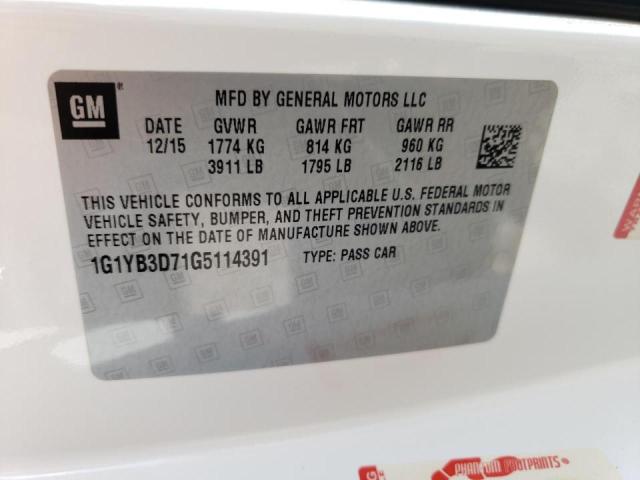 GM
MFD BY GENERAL MOTORS LLC
DATE GVWR GAWR FRT GAWR RR
12/15 1774 KG 814 KG 960 KG
3911 LB 1795 LB 2116 LB
THIS VEHICLE CONFORMS TO ALL APPLICABLE U.S. FEDERAL MOTOR
VEHICLE SAFETY, BUMPER, AND THEFT PREVENTION STANDARDS IN
EFFECT ON THE DATE OF MANUFACTURE SHOWN ABOVE.
1G1YB3D71G5114391 TYPE: PASS CAR
PHANTOM FOOTPRINTS